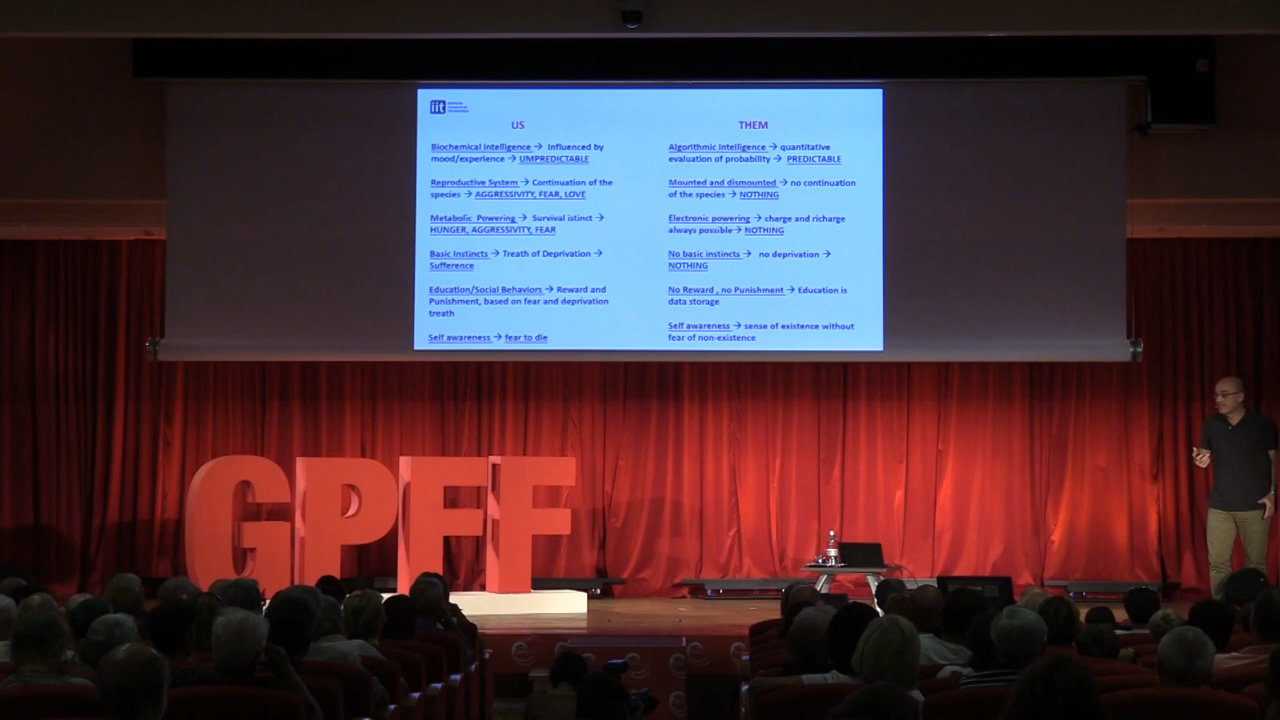 iit
US
Biochemical intelligence → Influenced by
mood/experience → UMPREDICTABLE
Reproductive System → Continuation of the
species → AGGRESSIVITY, FEAR, LOVE
Metabolic Powering → Survival istinct →
HUNGER, AGGRESSIVITY, FEAR
Basic Instincts → Treath of Deprivation →
Sufference
Education/Social Behaviors → Reward and
Punishment, based on fear and deprivation
treath
Self awareness → fear to die
THEM
Algorithmic Intelligence → quantitative
evaluation of probability → PREDICTABLE
Mounted and dismounted → no continuation
of the species → NOTHING
Electronic powering → charge and richarge
always possible → NOTHING
No basic instincts → no deprivation →
NOTHING
No Reward , no Punishment → Education is
data storage
Self awareness → sense of existence without
fear of non-existence
GPFF